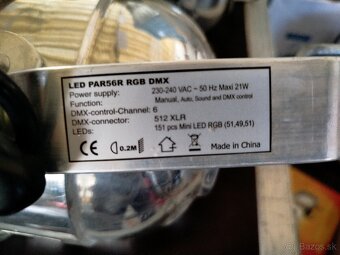 LED PAR56R RGB DMX
Power supply: 230-240 VAC ~ 50 Hz Maxi 21W
Function: Manual, Auto, Sound and DMX control
DMX-control-Channel: 6
DMX-connector: 512 XLR
LEDs: 151 pcs Mini LED RGB (51,49,51)
CE 0.2M Made in China
Bazos.sk